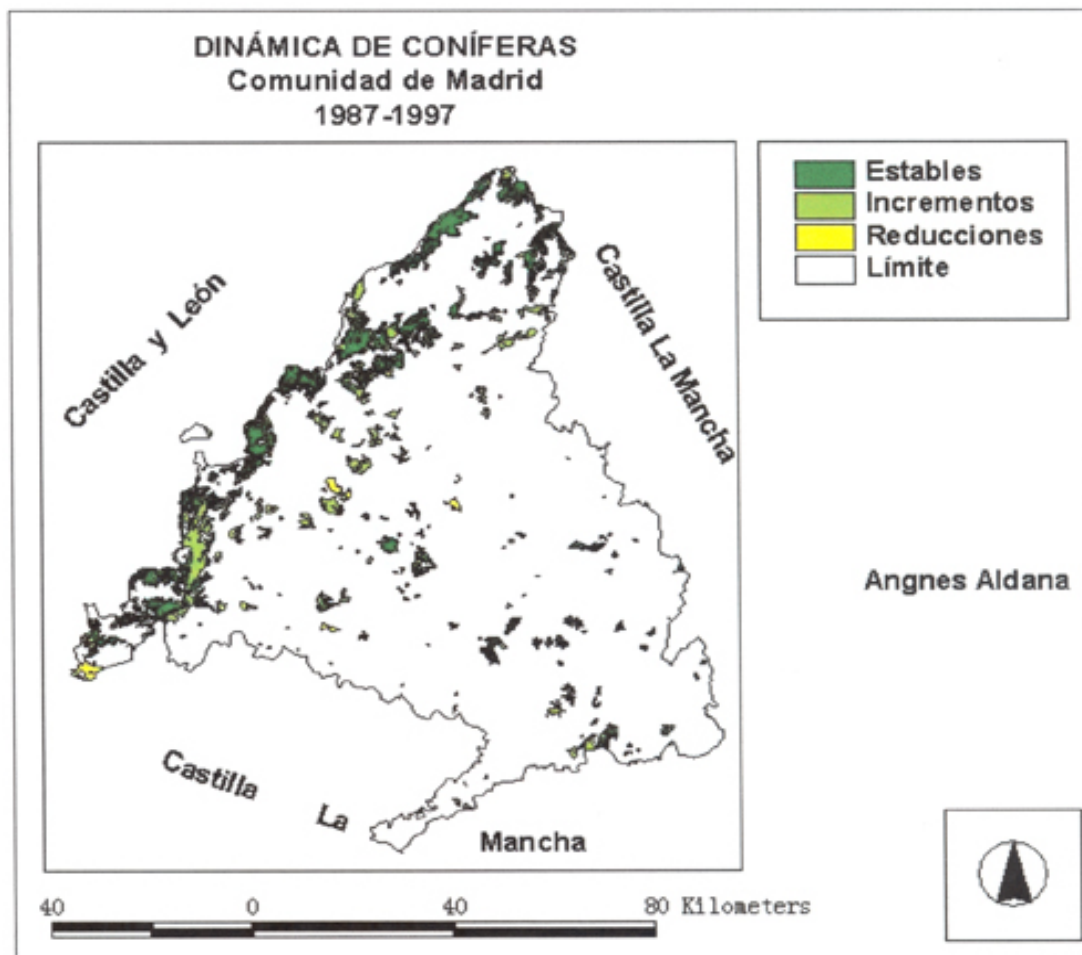 DINÁMICA DE CONÍFERAS
Comunidad de Madrid
1987-1997
Estables
Incrementos
Reducciones
Límite
Castilla y León
Castilla La Mancha
Angnes Aldana
Castilla La Mancha
40 0 40 80 Kilometers